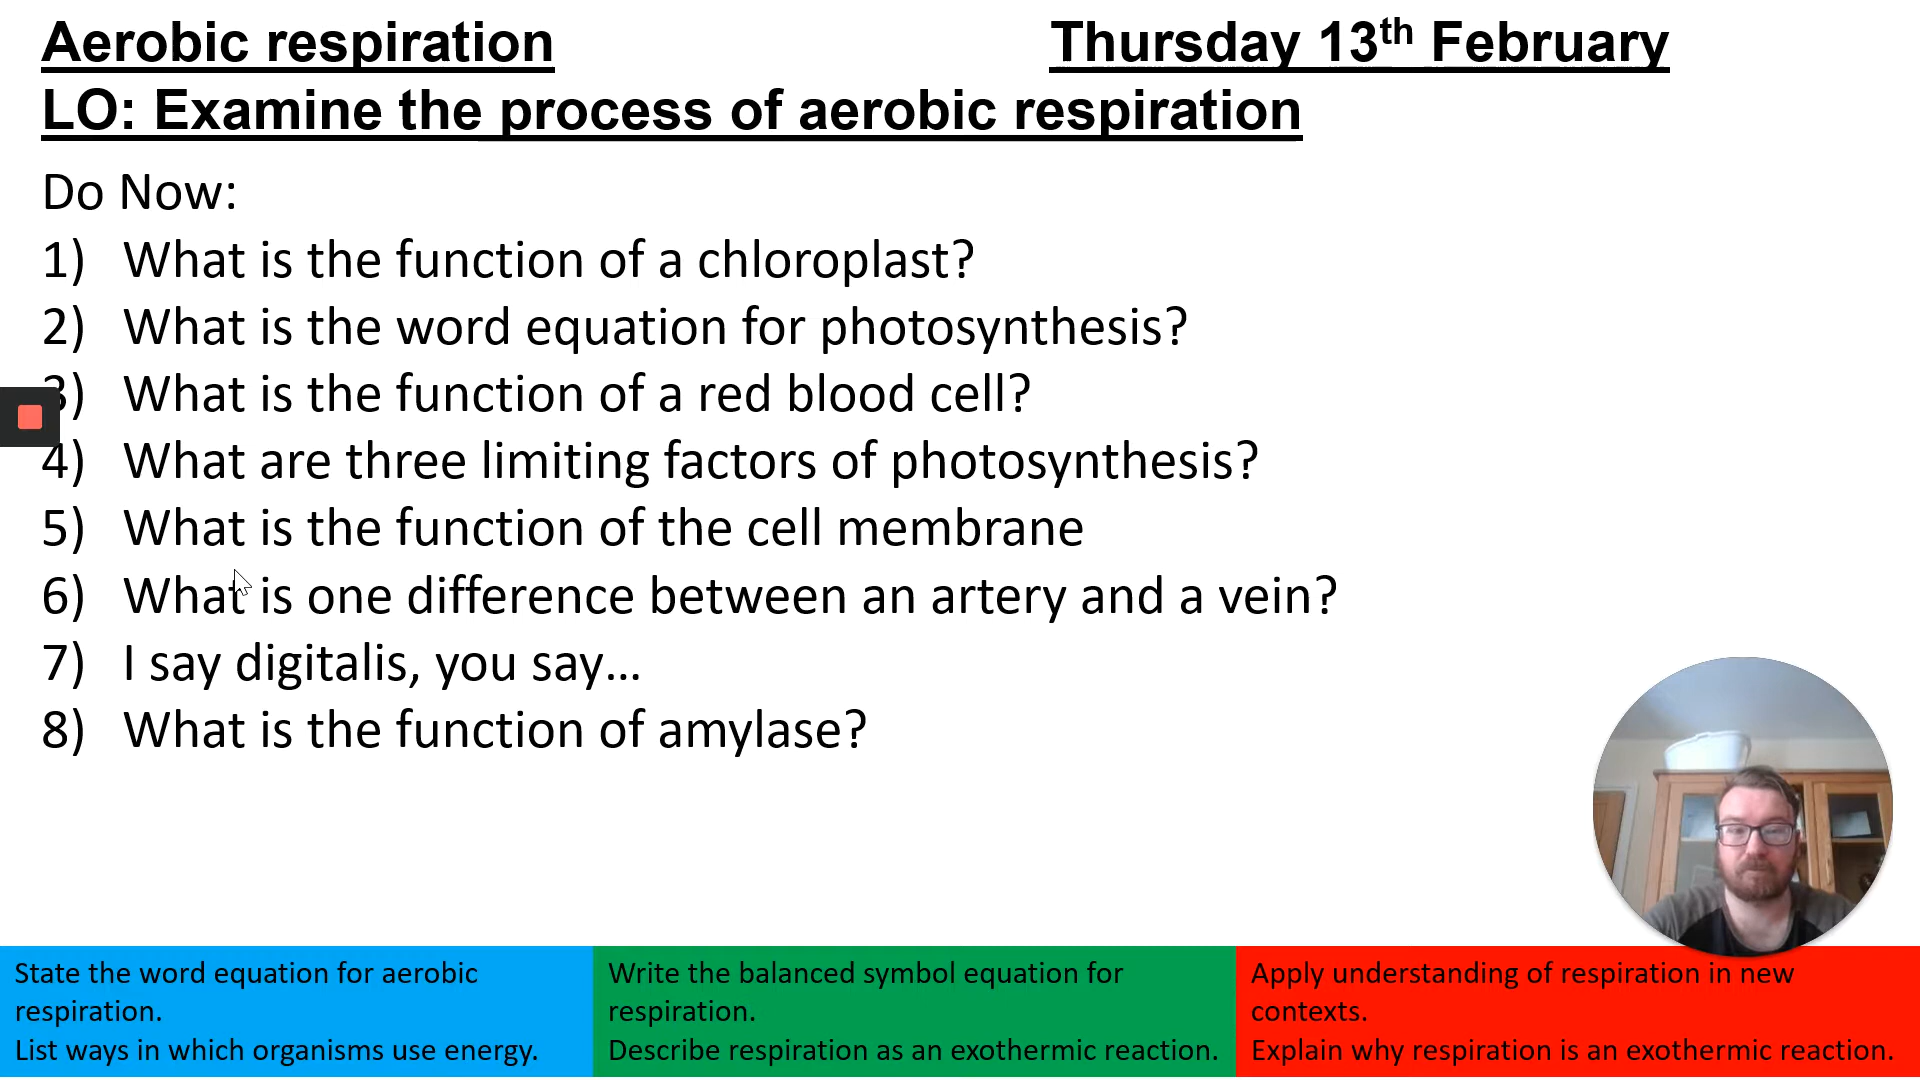 Aerobic respiration Thursday 13th February
LO: Examine the process of aerobic respiration
Do Now:
1) What is the function of a chloroplast?
2) What is the word equation for photosynthesis?
3) What is the function of a red blood cell?
4) What are three limiting factors of photosynthesis?
5) What is the function of the cell membrane
6) What is one difference between an artery and a vein?
7) I say digitalis, you say...
8) What is the function of amylase?
State the word equation for aerobic
respiration.
List ways in which organisms use energy.
Write the balanced symbol equation for
respiration.
Describe respiration as an exothermic reaction.
Apply understanding of respiration in new
contexts.
Explain why respiration is an exothermic reaction.